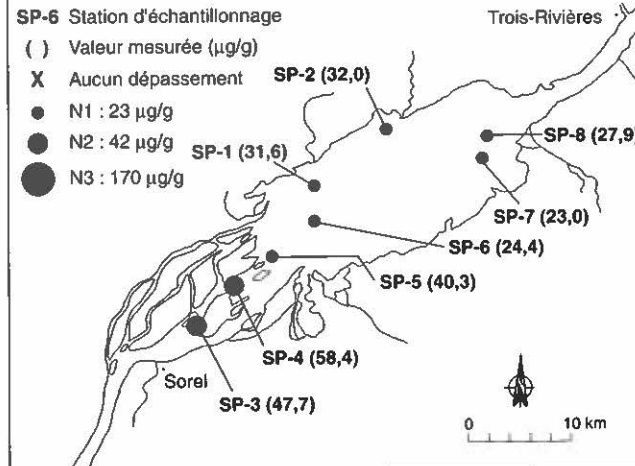 SP-6 Station d'échantillonnage
( ) Valeur mesurée (µg/g)
X Aucun dépassement
N1 : 23 µg/g
N2 : 42 µg/g
N3 : 170 µg/g
Trois-Rivières
SP-2 (32,0)
SP-8 (27,9)
SP-1 (31,6)
SP-7 (23,0)
SP-6 (24,4)
SP-5 (40,3)
SP-4 (58,4)
Sorel
SP-3 (47,7)
0 10 km